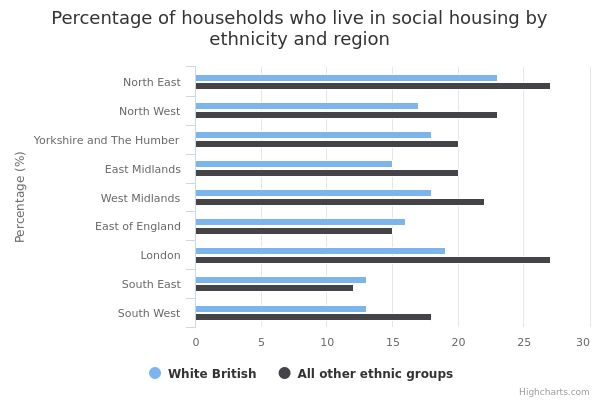 Percentage of households who live in social housing by
ethnicity and region
Percentage (%)
North East
North West
Yorkshire and The Humber
East Midlands
West Midlands
East of England
London
South East
South West
0 5 10 15 20 25 30
White British All other ethnic groups
Highcharts.com